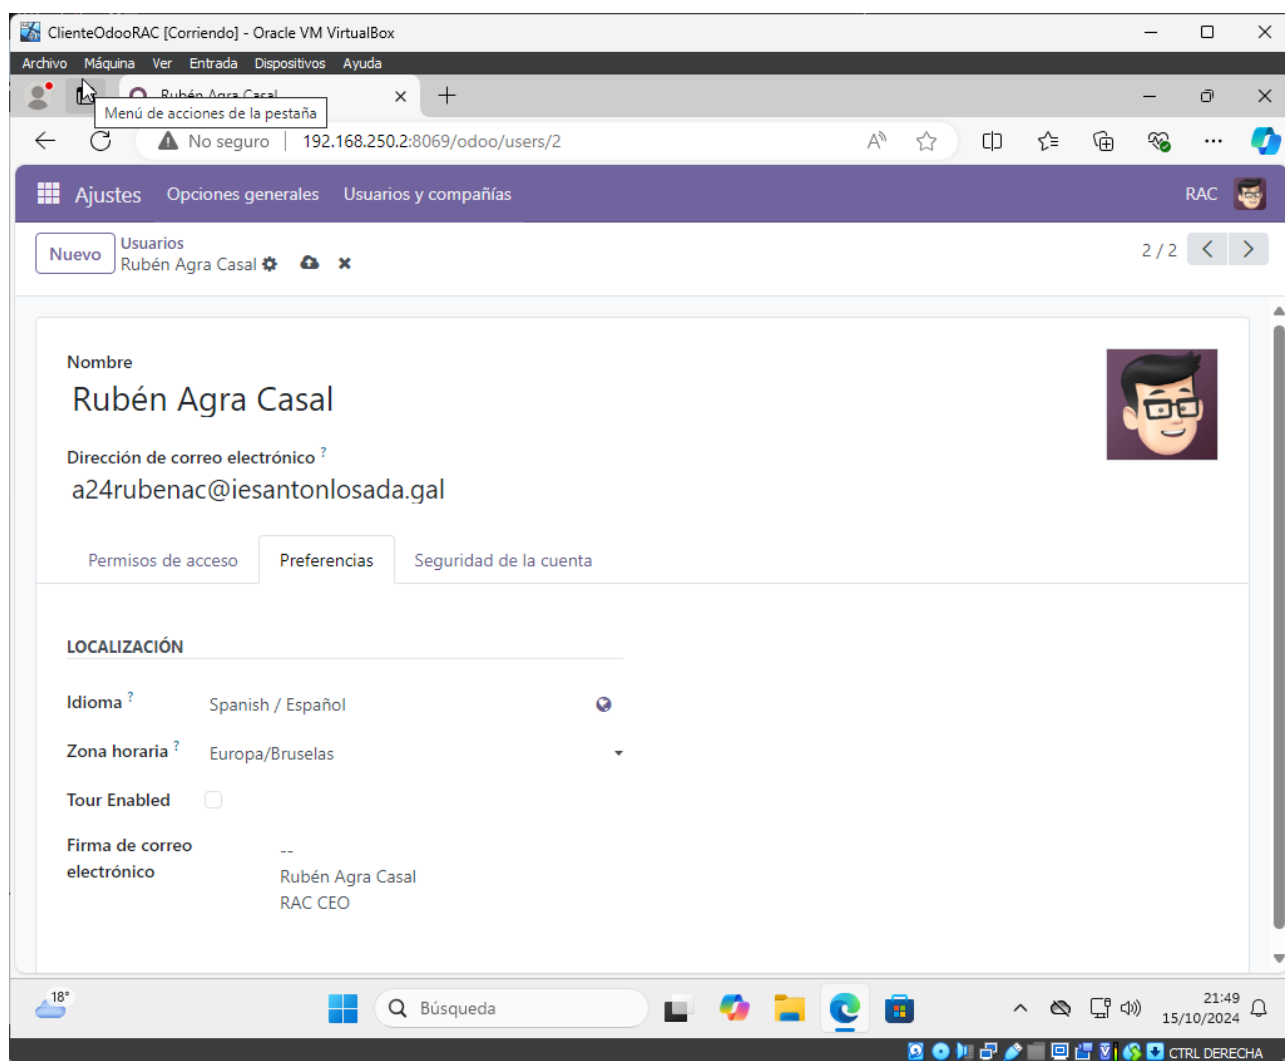 ClienteOdooRAC [Corriendo] - Oracle VM VirtualBox
Archivo Máquina Ver Entrada Dispositivos Ayuda
Rubén Agra Casal
Menú de acciones de la pestaña
No seguro 192.168.250.2:8069/odoo/users/2
Ajustes Opciones generales Usuarios y compañías RAC
Nuevo
Usuarios
Rubén Agra Casal
2 / 2
Nombre
Rubén Agra Casal
Dirección de correo electrónico ?
a24rubenac@iesantonlosada.gal
Permisos de acceso Preferencias Seguridad de la cuenta
LOCALIZACIÓN
Idioma ? Spanish / Español
Zona horaria ? Europa/Bruselas
Tour Enabled
Firma de correo electrónico
--
Rubén Agra Casal
RAC CEO
18°
Búsqueda
21:49
15/10/2024
CTRL DERECHA